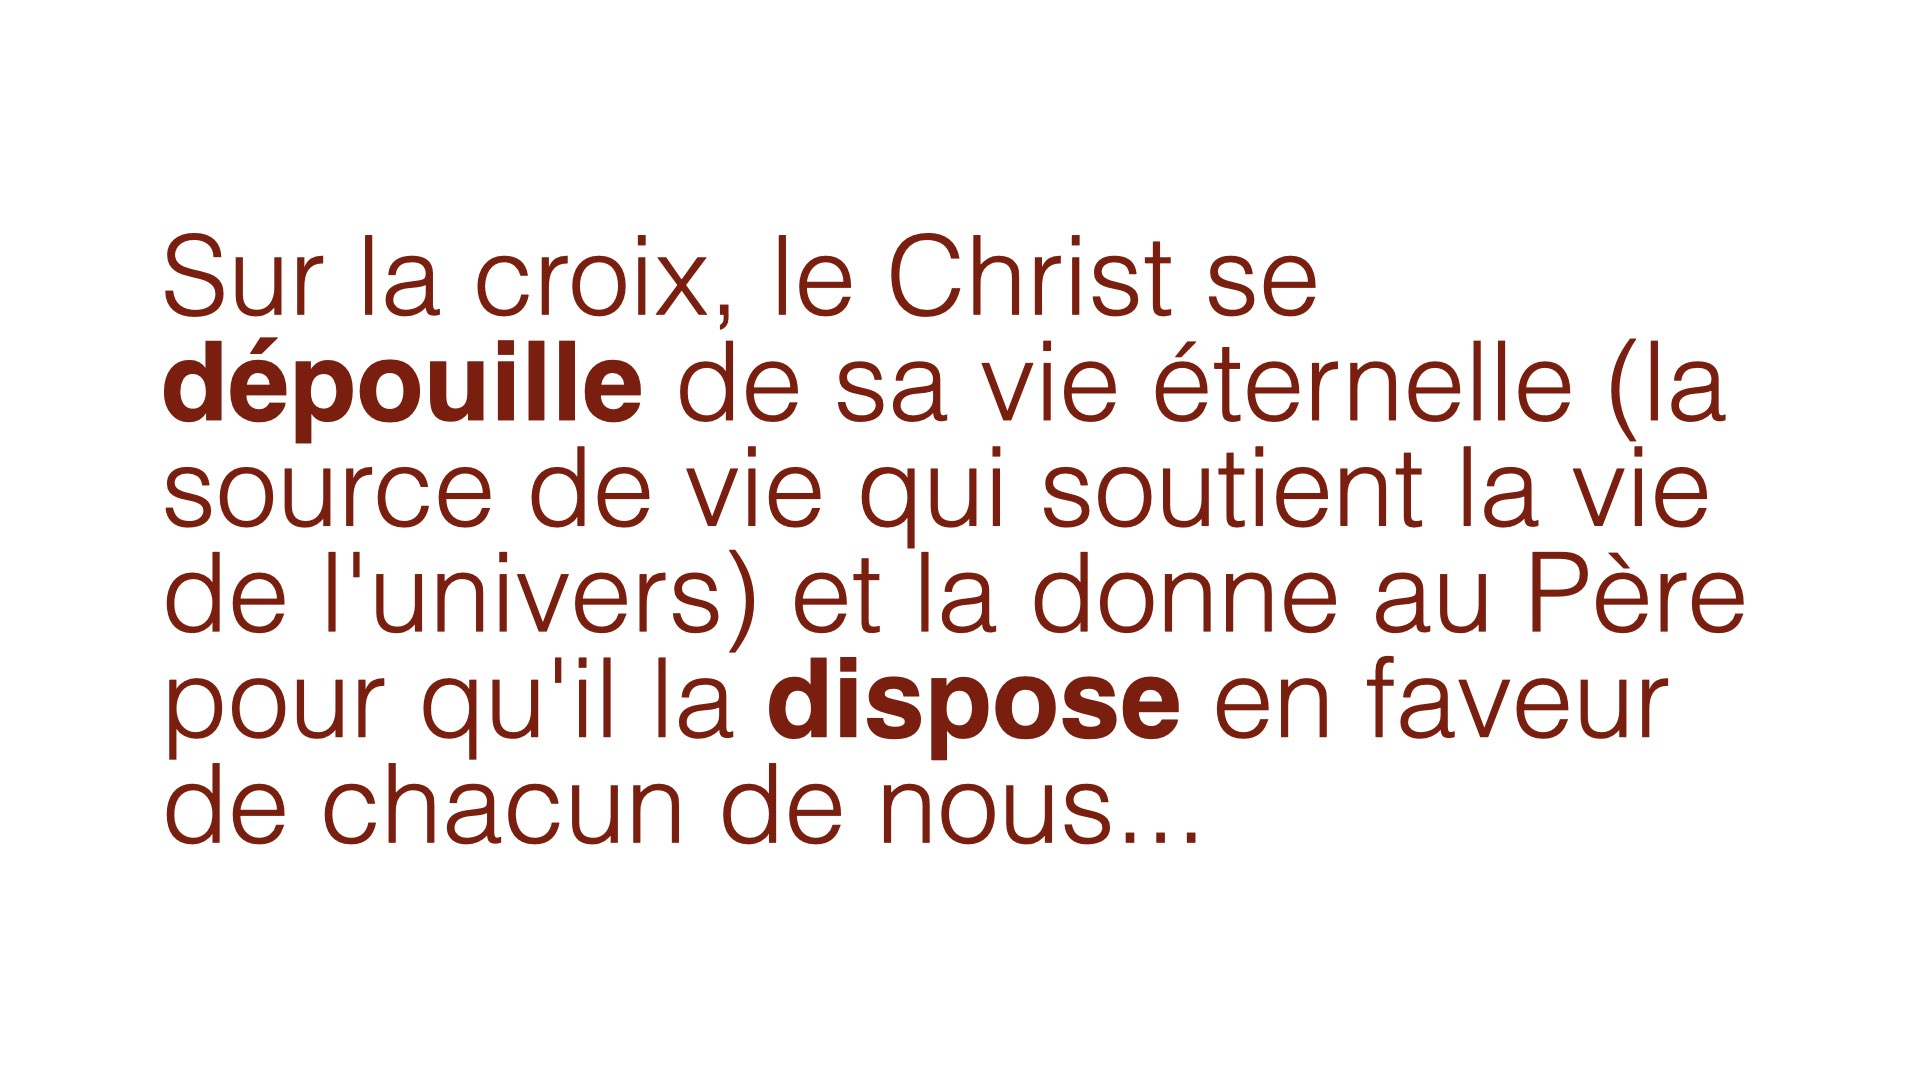 Sur la croix, le Christ se
dépouille de sa vie éternelle (la
source de vie qui soutient la vie
de l'univers) et la donne au Père
pour qu'il la dispose en faveur
de chacun de nous...